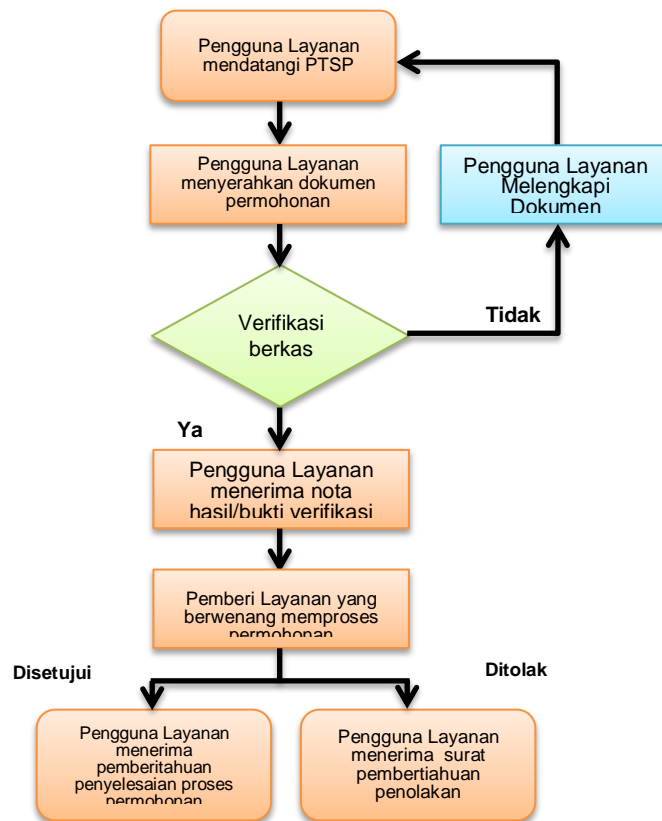 Pengguna Layanan
mendatangi PTSP
Pengguna Layanan
menyerahkan dokumen
permohonan
Pengguna Layanan
Melengkapi
Dokumen
Tidak
Verifikasi
berkas
Ya
Pengguna Layanan
menerima nota
hasil/bukti verifikasi
Pemberi Layanan yang
berwenang memproses
permohonan
Disetujui
Ditolak
Pengguna Layanan
menerima
pemberitahuan
penyelesaian proses
permohonan
Pengguna Layanan
menerima surat
pembertiahuan
penolakan